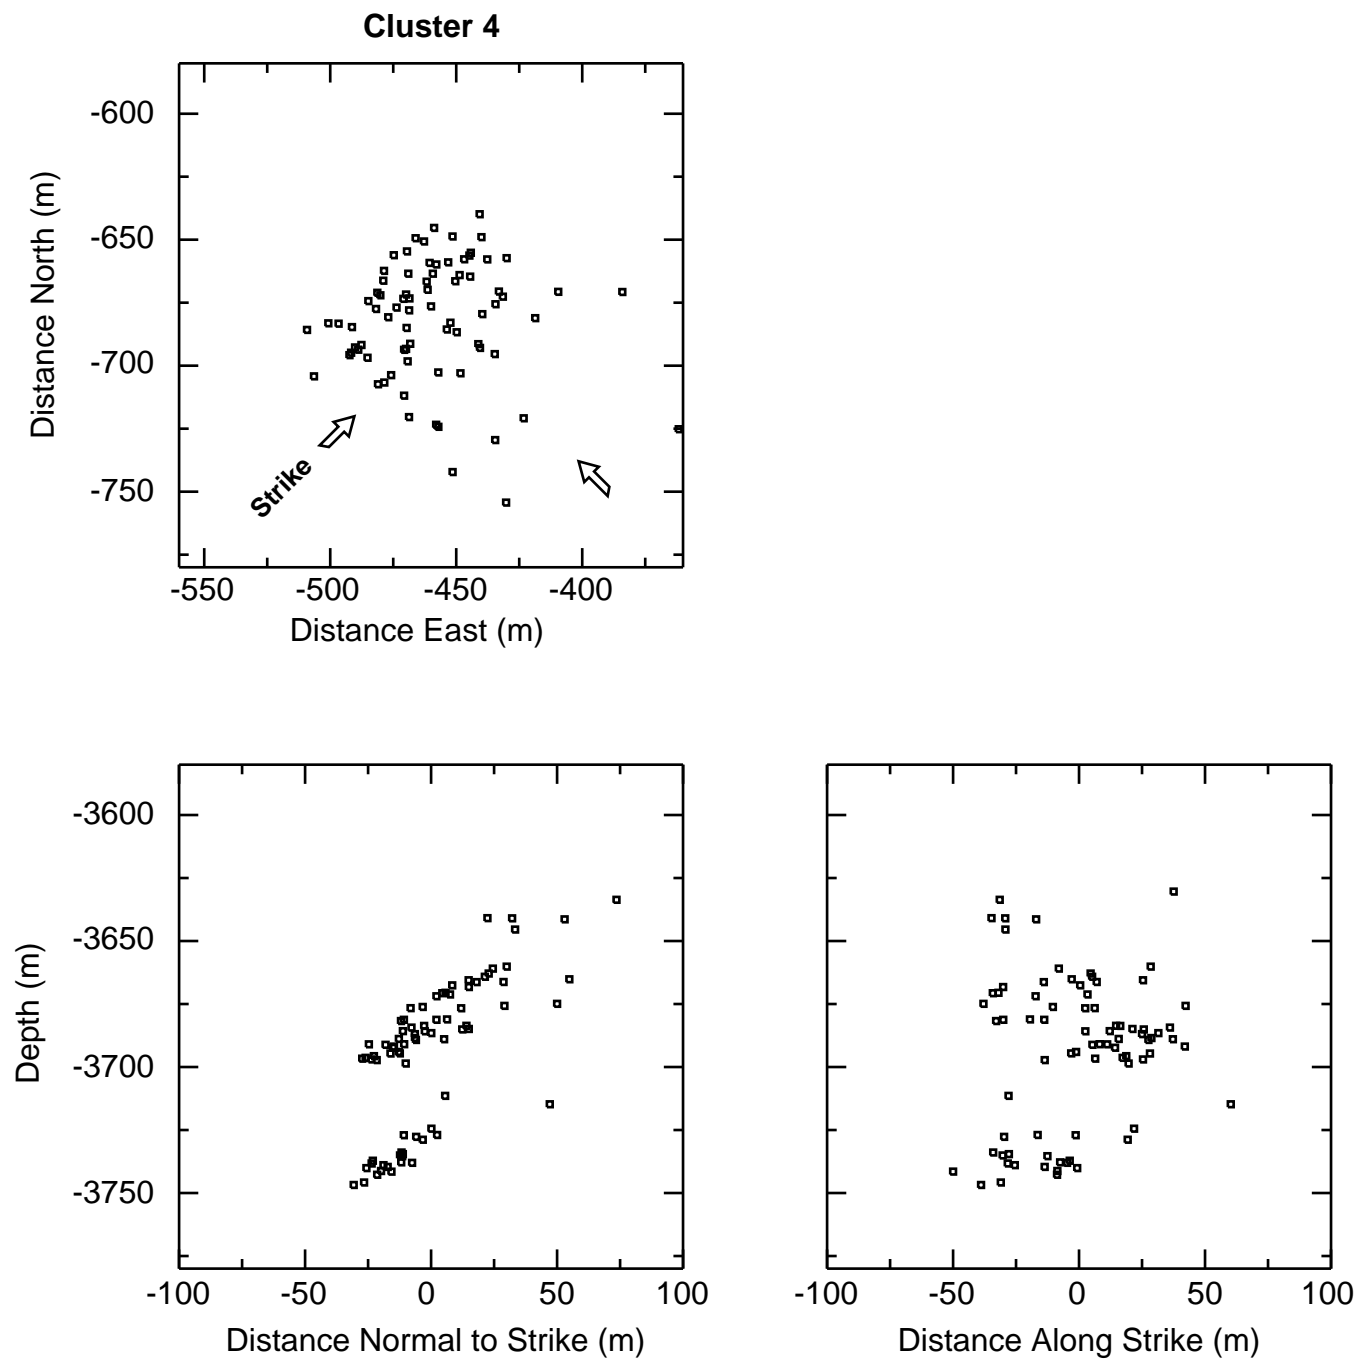 Cluster 4
-600
-650
-700
-750
Distance North (m)
Strike
-550 -500 -450 -400
Distance East (m)
-3600
-3650
-3700
-3750
Depth (m)
-100 -50 0 50 100
Distance Normal to Strike (m)
-100 -50 0 50 100
Distance Along Strike (m)